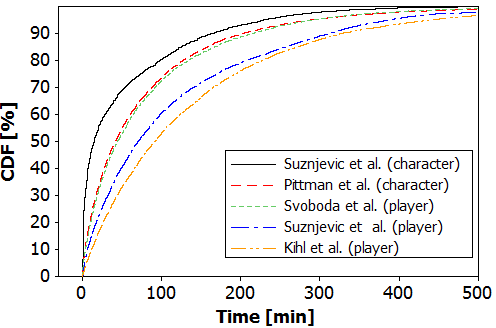 CDF [%]
90
80
70
60
50
40
30
20
10
0
Suznjevic et al. (character)
Pittman et al. (character)
Svoboda et al. (player)
Suznjevic et al. (player)
Kihl et al. (player)
0 100 200 300 400 500
Time [min]